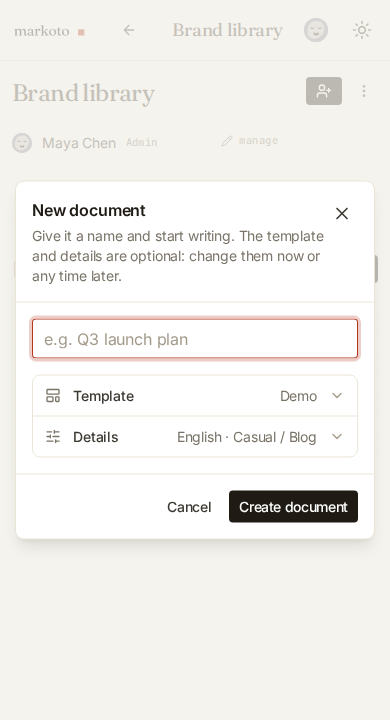 markoto
Brand library
Brand library
Maya Chen Admin
manage
New document
Give it a name and start writing. The template
and details are optional: change them now or
any time later.
e.g. Q3 launch plan
Template Demo
Details English · Casual / Blog
Cancel Create document